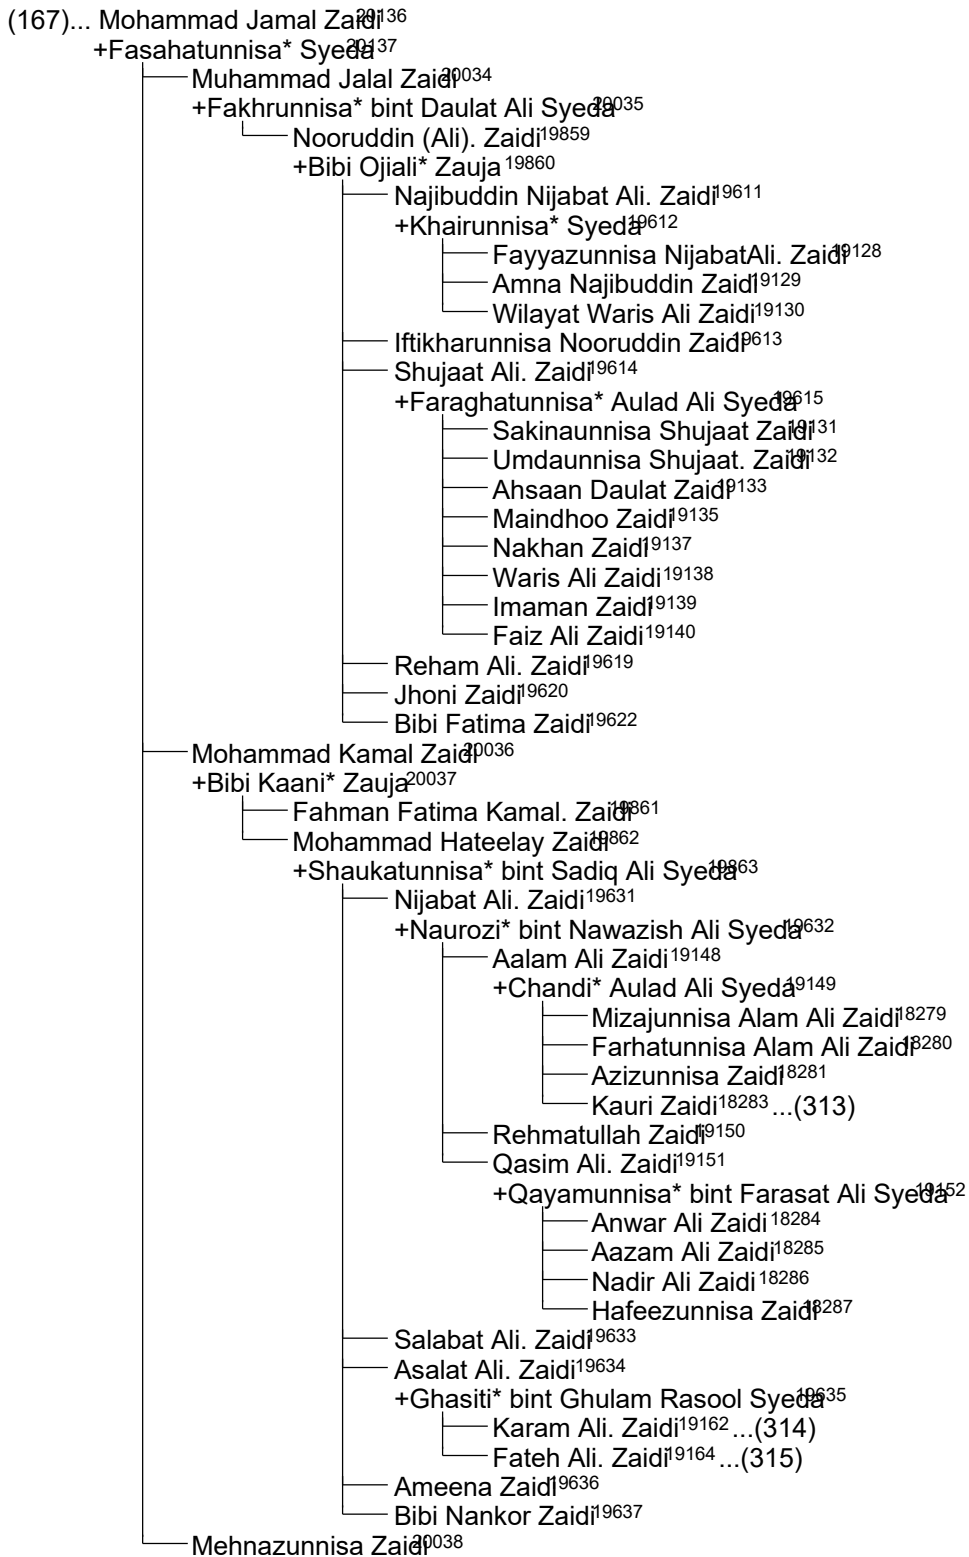 (167)... Mohammad Jamal Zaidi20136
+Fasahatunnisa* Syeda20137
Muhammad Jalal Zaidi20034
+Fakhrunnisa* bint Daulat Ali Syeda20035
Nooruddin (Ali). Zaidi19859
+Bibi Ojiali* Zauja19860
Najibuddin Nijabat Ali. Zaidi19611
+Khairunnisa* Syeda19612
Fayyazunnisa NijabatAli. Zaidi19128
Amna Najibuddin Zaidi19129
Wilayat Waris Ali Zaidi19130
Iftikharunnisa Nooruddin Zaidi19613
Shujaat Ali. Zaidi19614
+Faraghatunnisa* Aulad Ali Syeda19615
Sakinaunnisa Shujaat Zaidi19131
Umdaunnisa Shujaat. Zaidi19132
Ahsaan Daulat Zaidi19133
Maindhoo Zaidi19135
Nakhan Zaidi19137
Waris Ali Zaidi19138
Imaman Zaidi19139
Faiz Ali Zaidi19140
Reham Ali. Zaidi19619
Jhoni Zaidi19620
Bibi Fatima Zaidi19622
Mohammad Kamal Zaidi20036
+Bibi Kaani* Zauja20037
Fahman Fatima Kamal. Zaidi19861
Mohammad Hateelay Zaidi19862
+Shaukatunnisa* bint Sadiq Ali Syeda19863
Nijabat Ali. Zaidi19631
+Naurozi* bint Nawazish Ali Syeda19632
Aalam Ali Zaidi19148
+Chandi* Aulad Ali Syeda19149
Mizajunnisa Alam Ali Zaidi18279
Farhatunnisa Alam Ali Zaidi18280
Azizunnisa Zaidi18281
Kauri Zaidi18283 ...(313)
Rehmatullah Zaidi19150
Qasim Ali. Zaidi19151
+Qayamunnisa* bint Farasat Ali Syeda19152
Anwar Ali Zaidi18284
Aazam Ali Zaidi18285
Nadir Ali Zaidi18286
Hafeezunnisa Zaidi18287
Salabat Ali. Zaidi19633
Asalat Ali. Zaidi19634
+Ghasiti* bint Ghulam Rasool Syeda19635
Karam Ali. Zaidi19162 ...(314)
Fateh Ali. Zaidi19164 ...(315)
Ameena Zaidi19636
Bibi Nankor Zaidi19637
Mehnazunnisa Zaidi20038